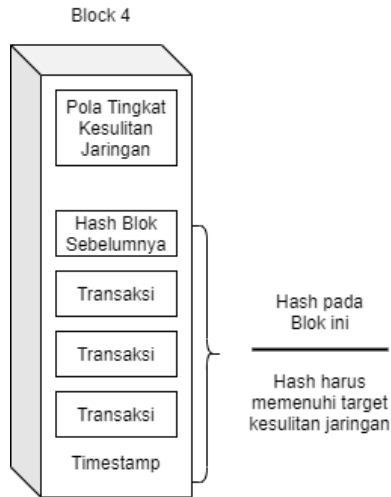 Block 4
Pola Tingkat
Kesulitan
Jaringan
Hash Blok
Sebelumnya
Transaksi
Transaksi
Transaksi
Timestamp
Hash pada
Blok ini
Hash harus
memenuhi target
kesulitan jaringan